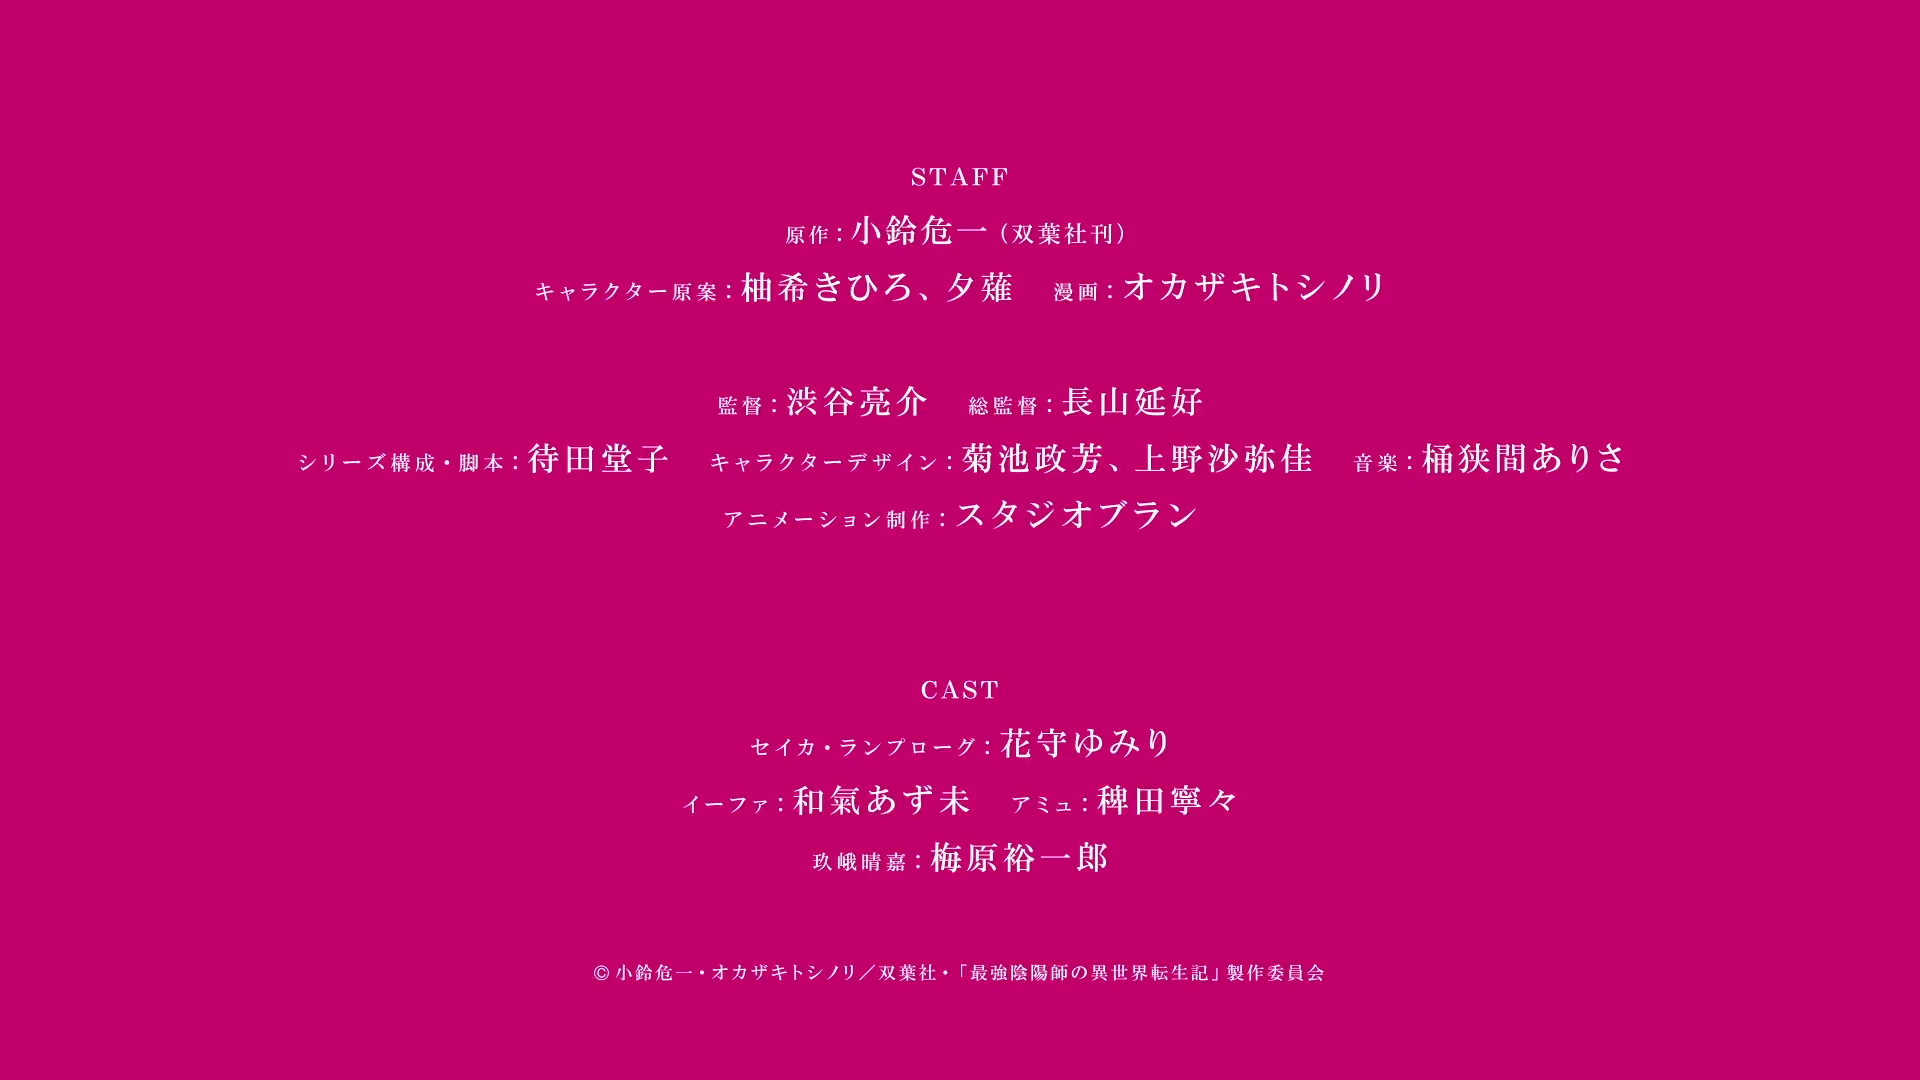 STAFF
原作：小鈴危一（双葉社刊）
キャラクター原案：柚希きひろ、夕薙　漫画：オカザキトシノリ
監督：渋谷亮介　総監督：長山延好
シリーズ構成・脚本：待田堂子　キャラクターデザイン：菊池政芳、上野沙弥佳　音楽：桶狭間ありさ
アニメーション制作：スタジオブラン
CAST
セイカ・ランプローグ：花守ゆみり
イーファ：和氣あず未　アミュ：稗田寧々
玖峨晴嘉：梅原裕一郎
©小鈴危一・オカザキトシノリ／双葉社・「最強陰陽師の異世界転生記」製作委員会